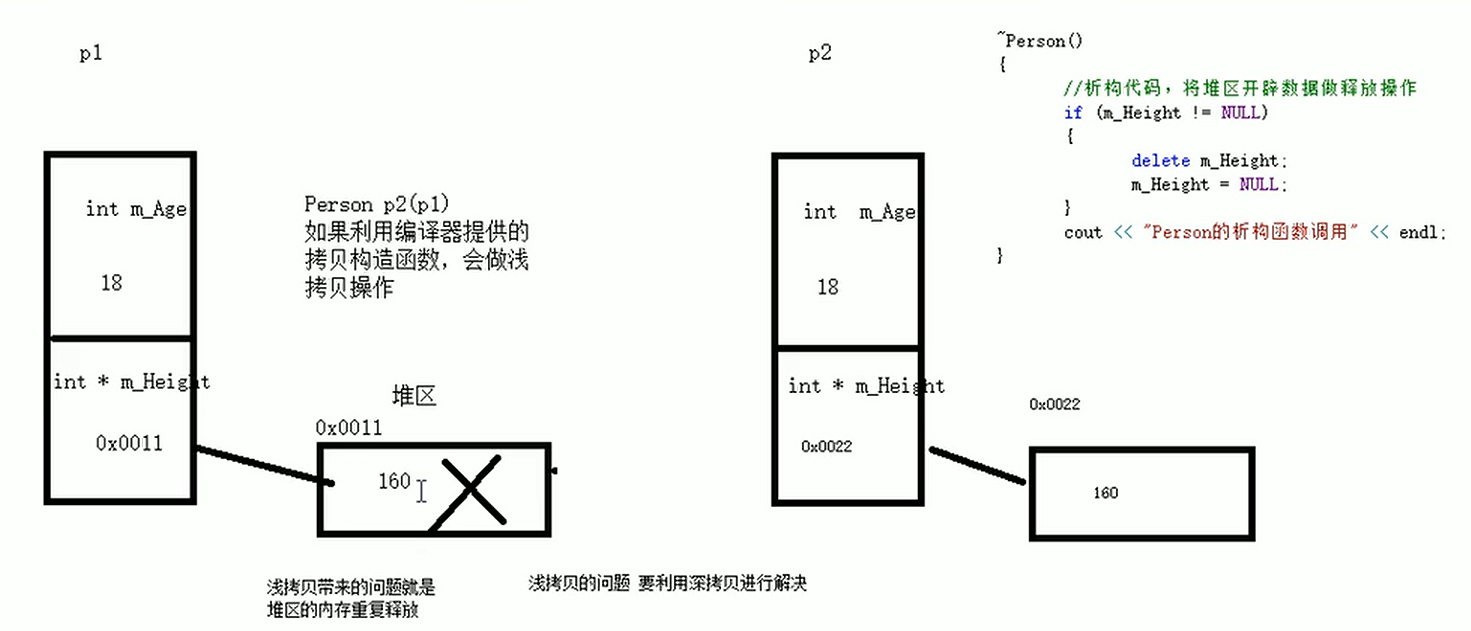 p1
int m_Age
18
int * m_Height
0x0011
Person p2(p1)
如果利用编译器提供的
拷贝构造函数，会做浅
拷贝操作
堆区
0x0011
160
浅拷贝带来的问题就是
堆区的内存重复释放
浅拷贝的问题 要利用深拷贝进行解决
p2
int  m_Age
18
int * m_Height
0x0022
0x0022
160
~Person()
{
//析构代码，将堆区开辟数据做释放操作
if (m_Height != NULL)
{
delete m_Height;
m_Height = NULL;
}
cout << "Person的析构函数调用" << endl;
}